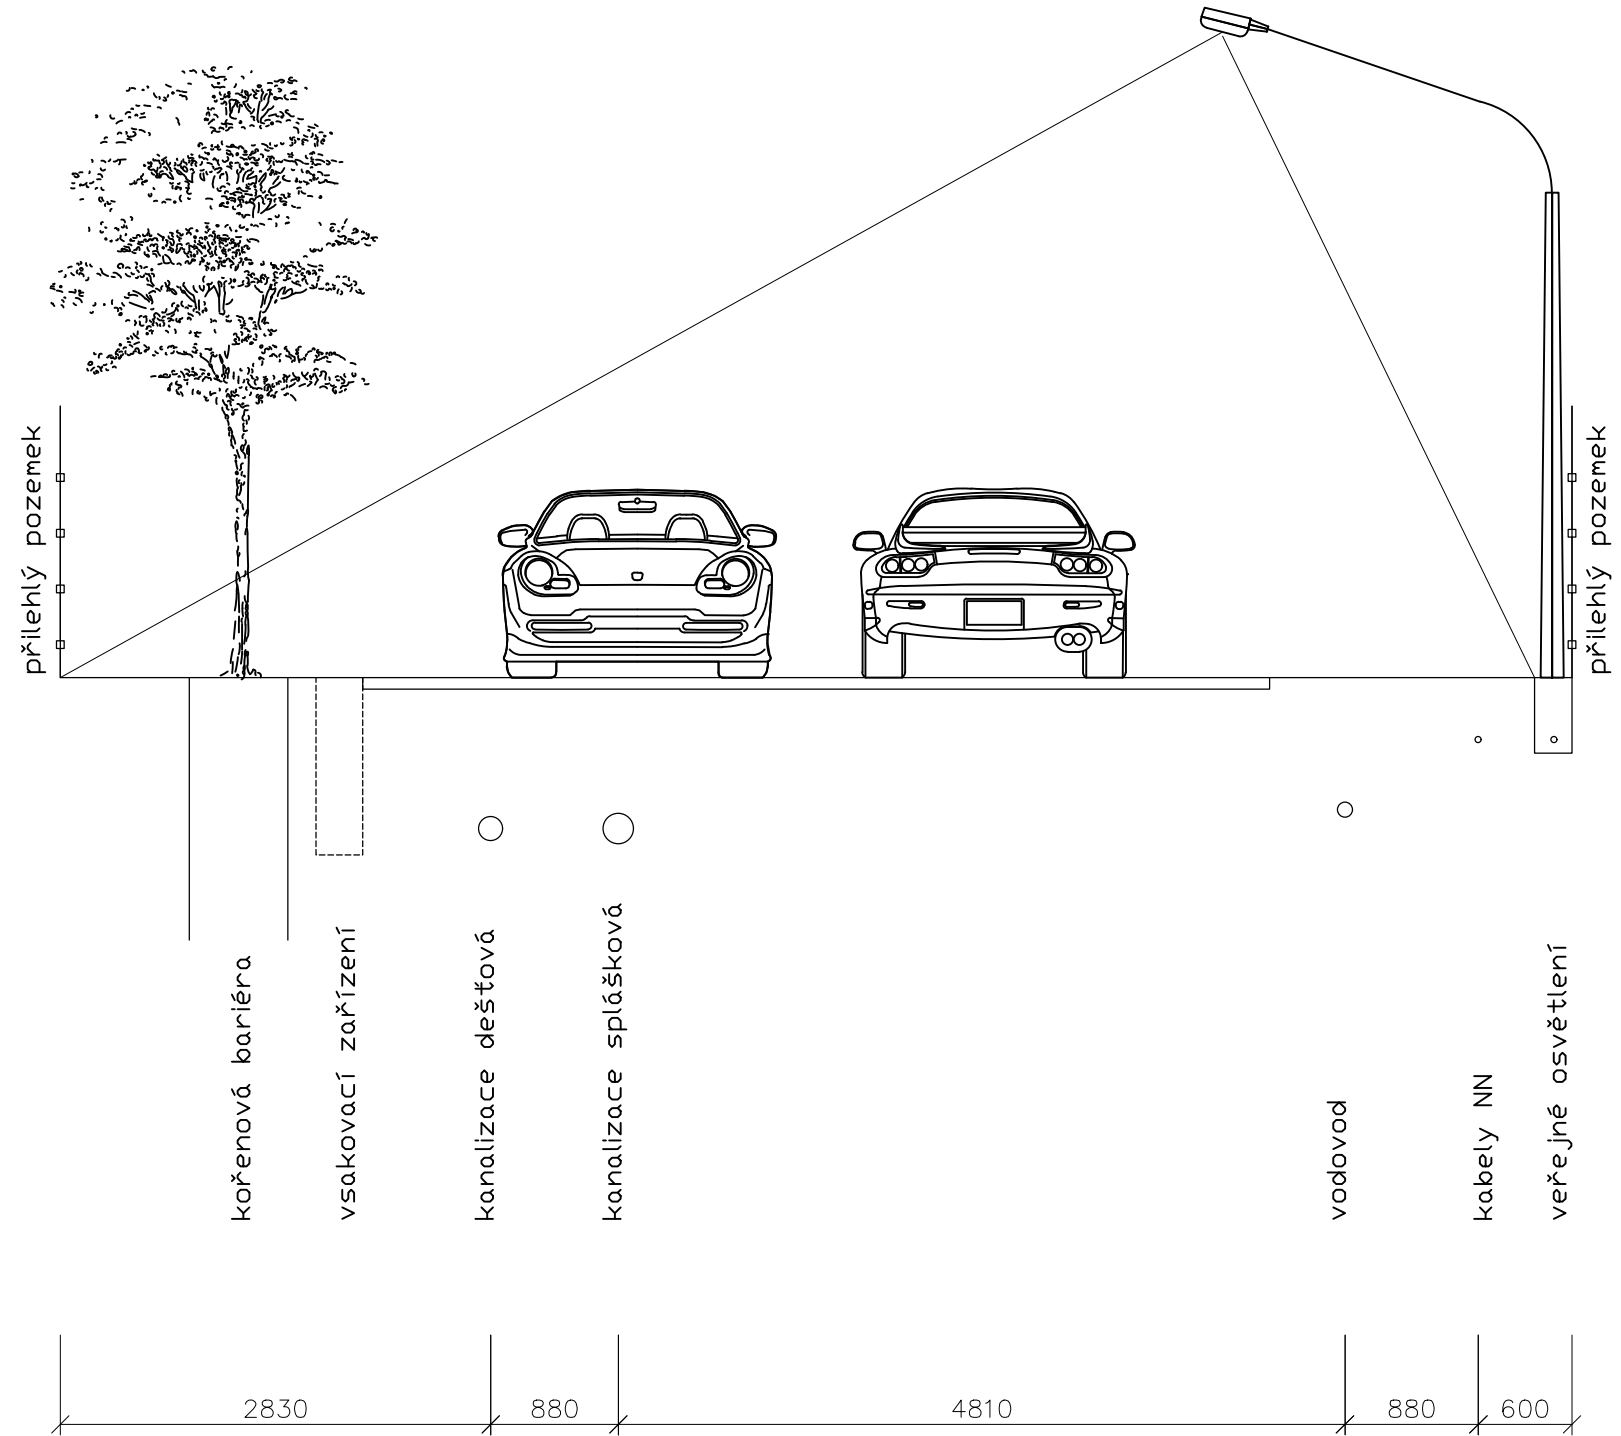 přilehlý pozemek
přilehlý pozemek
kořenová bariéra
vsakovací zařízení
kanalizace dešťová
kanalizace splášková
vodovod
kabely NN
veřejné osvětlení
2830
880
4810
880
600